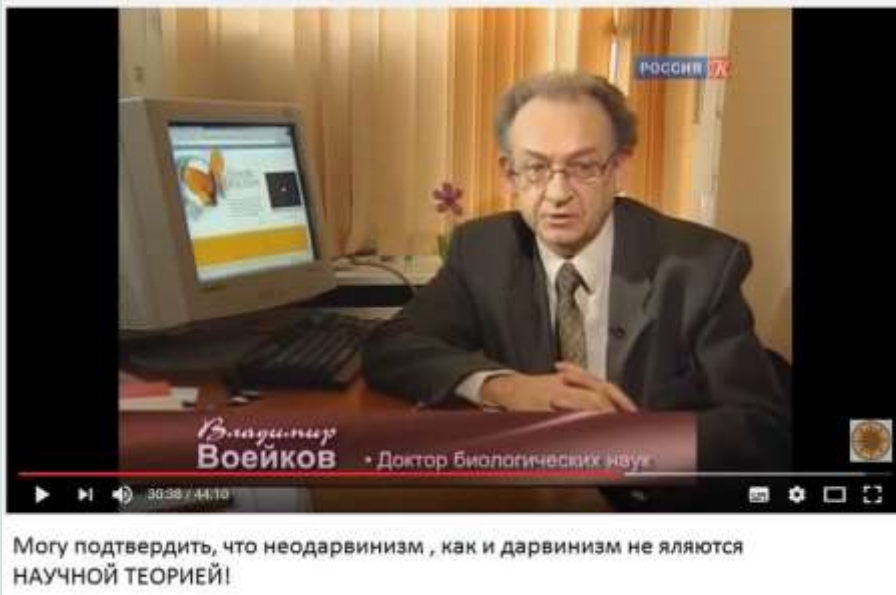 РОССИЯ К
Владимир
Воейков • Доктор биологических наук
30:38 / 44:10
Могу подтвердить, что неодарвинизм , как и дарвинизм не яляются
НАУЧНОЙ ТЕОРИЕЙ!